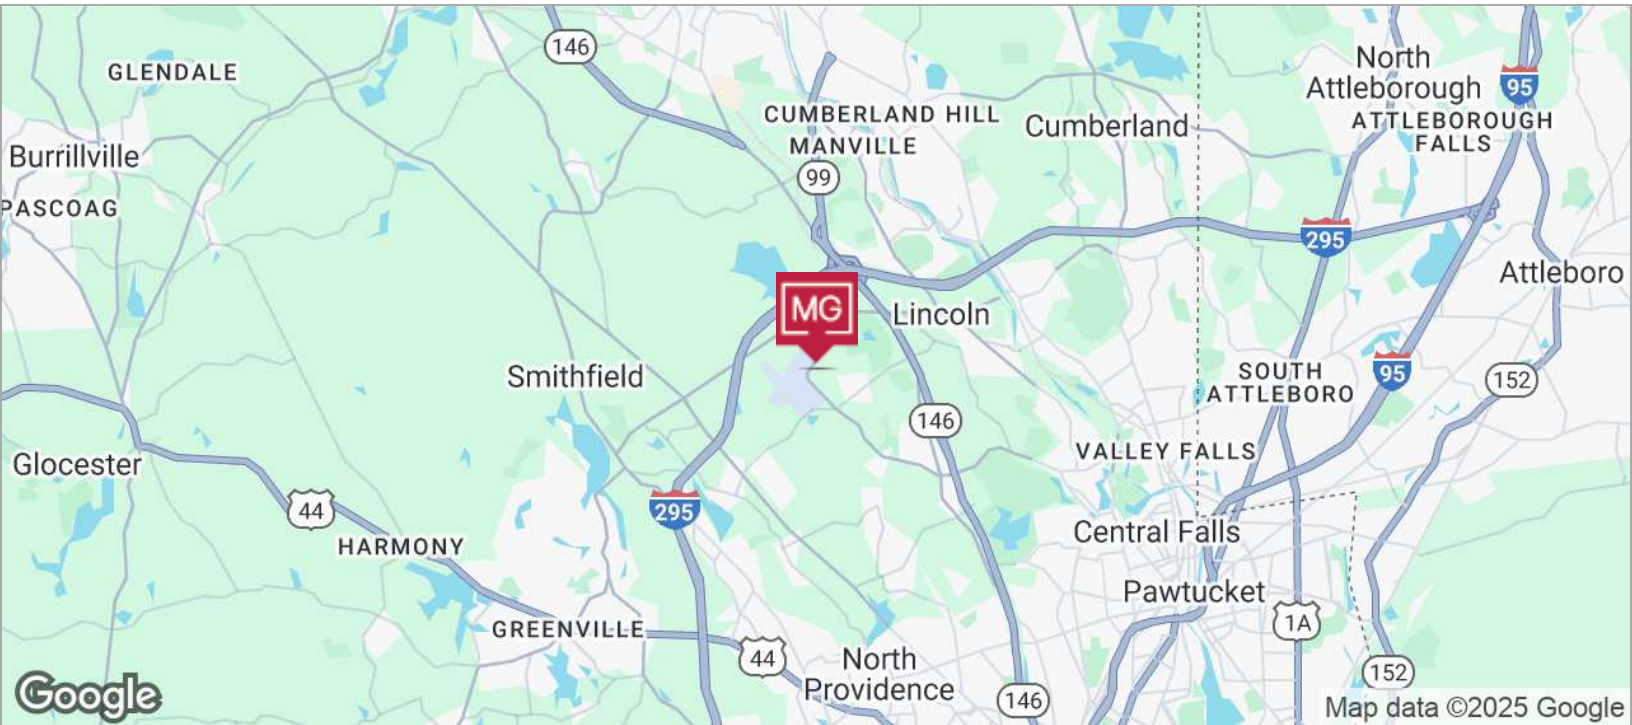 146
GLENDALE
North
Attleborough
95
CUMBERLAND HILL
MANVILLE
Cumberland
ATTLEBOROUGH
FALLS
Burrillville
99
PASCOAG
295
Attleboro
MG
Lincoln
Smithfield
SOUTH
ATTLEBORO
95
152
146
VALLEY FALLS
Glocester
44
295
HARMONY
Central Falls
Pawtucket
GREENVILLE
1A
44
North
Providence
152
146
Google
Map data ©2025 Google